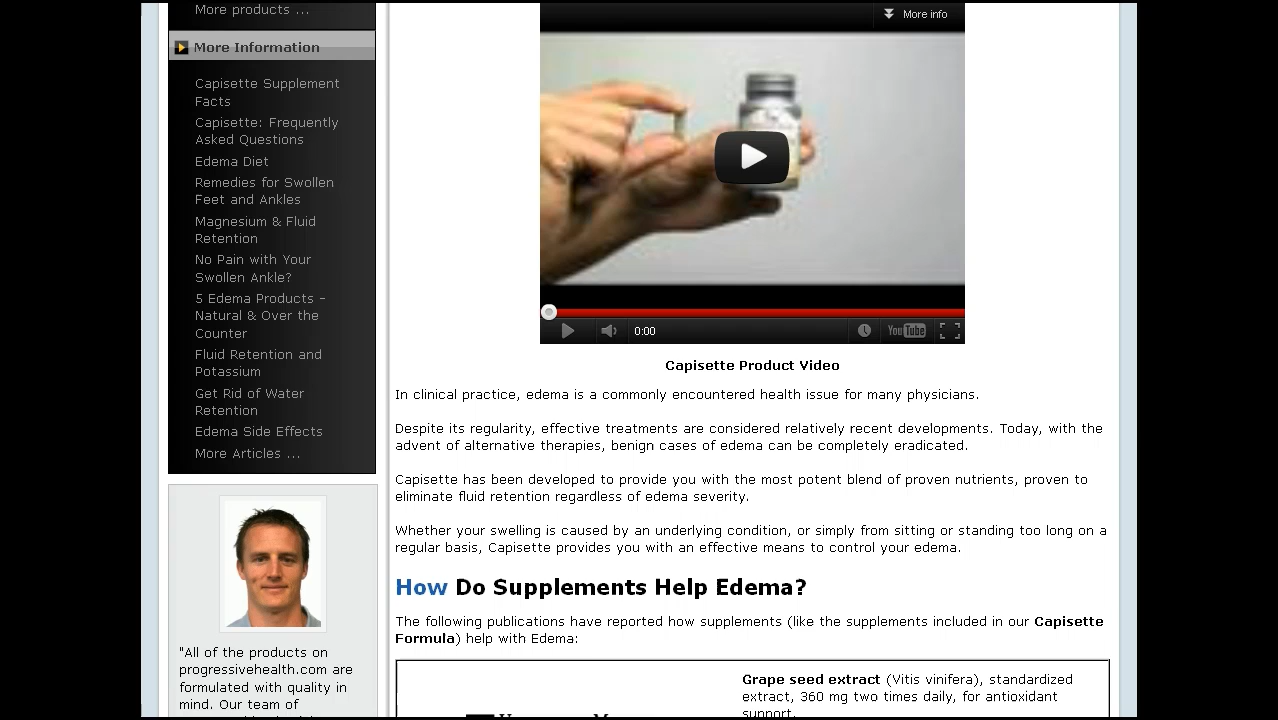 More products ...
More Information
Capisette Supplement
Facts
Capisette: Frequently
Asked Questions
Edema Diet
Remedies for Swollen
Feet and Ankles
Magnesium & Fluid
Retention
No Pain with Your
Swollen Ankle?
5 Edema Products -
Natural & Over the
Counter
Fluid Retention and
Potassium
Get Rid of Water
Retention
Edema Side Effects
More Articles ...
"All of the products on
progressivehealth.com are
formulated with quality in
mind. Our team of
More info
0:00
YouTube
Capisette Product Video
In clinical practice, edema is a commonly encountered health issue for many physicians.
Despite its regularity, effective treatments are considered relatively recent developments. Today, with the
advent of alternative therapies, benign cases of edema can be completely eradicated.
Capisette has been developed to provide you with the most potent blend of proven nutrients, proven to
eliminate fluid retention regardless of edema severity.
Whether your swelling is caused by an underlying condition, or simply from sitting or standing too long on a
regular basis, Capisette provides you with an effective means to control your edema.
How Do Supplements Help Edema?
The following publications have reported how supplements (like the supplements included in our Capisette
Formula) help with Edema:
Grape seed extract (Vitis vinifera), standardized
extract, 360 mg two times daily, for antioxidant
support.